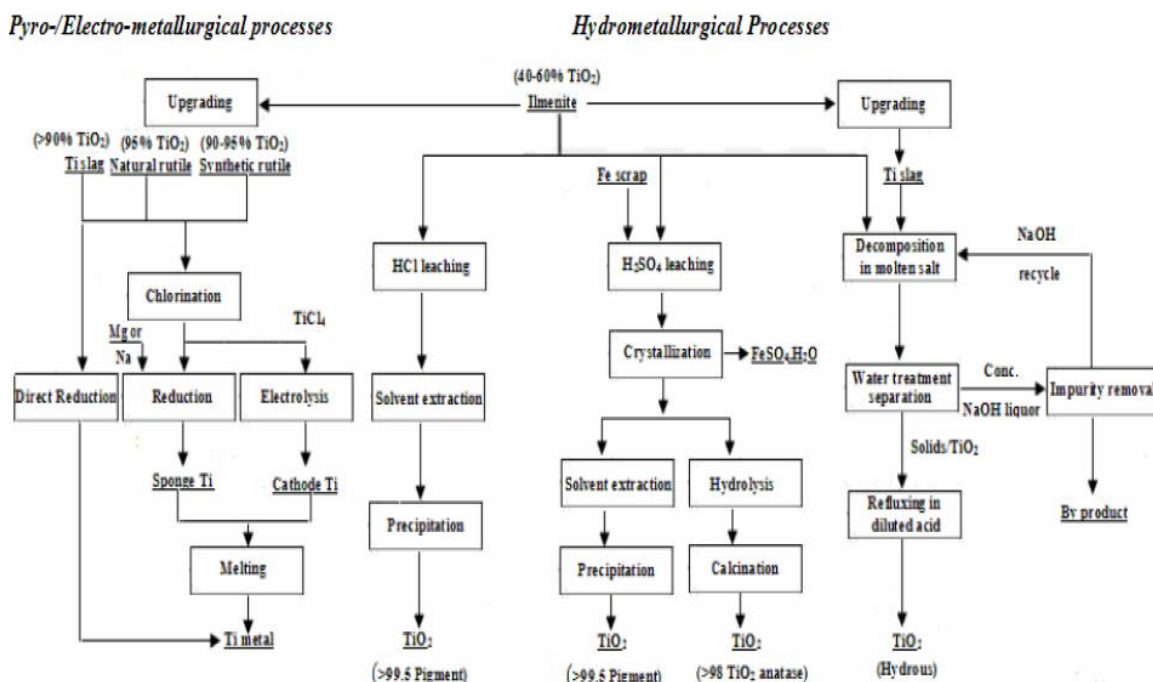 Pyro-/Electro-metallurgical processes
Hydrometallurgical Processes
(40-60% TiO₂)
Upgrading
Ilmenite
Upgrading
(>90% TiO₂)
(95% TiO₂)
(90-95% TiO₂)
Ti slag
Natural rutile
Synthetic rutile
Fe scrap
Ti slag
HCl leaching
H₂SO₄ leaching
Decomposition
in molten salt
NaOH
recycle
Chlorination
TiCl₄
Mg or
Na
Crystallization
FeSO₄.H₂O
Direct Reduction
Reduction
Electrolysis
Solvent extraction
Water treatment
separation
Conc.
NaOH liquor
Impurity removal
Solids/TiO₂
Sponge Ti
Cathode Ti
Solvent extraction
Hydrolysis
Refluxing in
diluted acid
By product
Precipitation
Melting
Precipitation
Calcination
Ti metal
TiO₂
(>99.5 Pigment)
TiO₂
(>99.5 Pigment)
TiO₂
(>98 TiO₂ anatase)
TiO₂
(Hydrous)